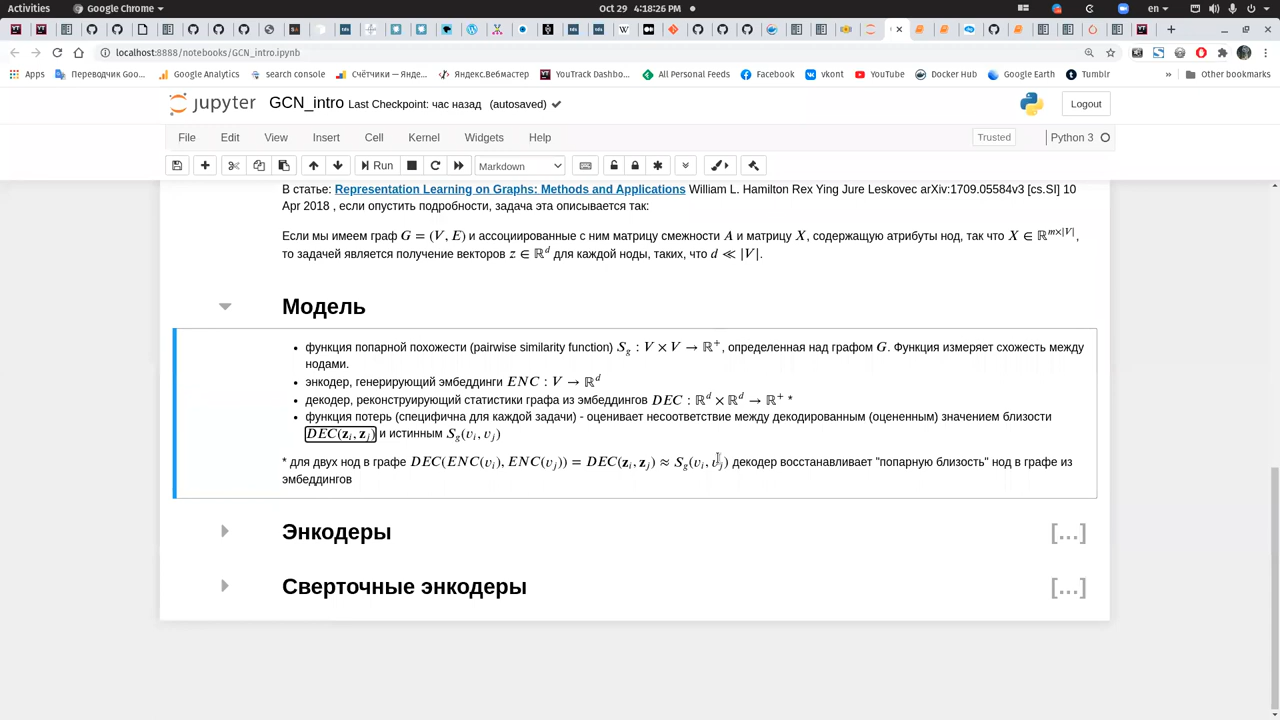 Activities Google Chrome Oct 29 4:18:26 PM en
localhost:8888/notebooks/GCN_intro.ipynb
Apps Переводчик Goo... Google Analytics search console Счётчики — Янде... Яндекс.Вебмастер YouTrack Dashbo... All Personal Feeds Facebook vkont YouTube Docker Hub Google Earth Tumblr » Other bookmarks
jupyter GCN_intro Last Checkpoint: час назад (autosaved) Logout
File Edit View Insert Cell Kernel Widgets Help Trusted Python 3
Run Markdown
В статье: Representation Learning on Graphs: Methods and Applications William L. Hamilton Rex Ying Jure Leskovec arXiv:1709.05584v3 [cs.SI] 10
Apr 2018 , если опустить подробности, задача эта описывается так:
Если мы имеем граф G = (V, E) и ассоциированные с ним матрицу смежности A и матрицу X, содержащую атрибуты нод, так что X ∈ ℝ^{m×|V|},
то задачей является получение векторов z ∈ ℝ^d для каждой ноды, таких, что d ≪ |V|.
Модель
• функция попарной похожести (pairwise similarity function) S_g : V × V → ℝ^+, определенная над графом G. Функция измеряет схожесть между
нодами.
• энкодер, генерирующий эмбеддинги ENC : V → ℝ^d
• декодер, реконструирующий статистики графа из эмбеддингов DEC : ℝ^d × ℝ^d → ℝ^+ *
• функция потерь (специфична для каждой задачи) - оценивает несоответствие между декодированным (оцененным) значением близости
DEC(z_i, z_j) и истинным S_g(v_i, v_j)
* для двух нод в графе DEC(ENC(v_i), ENC(v_j)) = DEC(z_i, z_j) ≈ S_g(v_i, v_j) декодер восстанавливает "попарную близость" нод в графе из
эмбеддингов
Энкодеры [...]
Сверточные энкодеры [...]